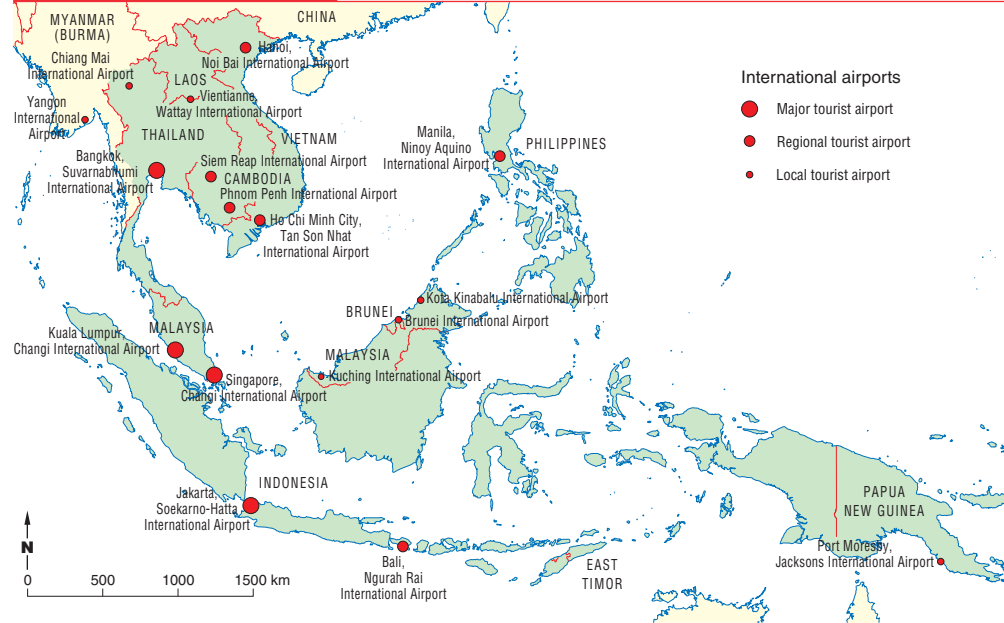 MYANMAR
(BURMA)
CHINA
Chiang Mai
International Airport
Hanoi,
Noi Bai International Airport
LAOS
Vientianne,
Wattay International Airport
Yangon
International
Airport
THAILAND
VIETNAM
Bangkok,
Suvarnabhumi
International Airport
Siem Reap International Airport
CAMBODIA
Phnom Penh International Airport
Ho Chi Minh City,
Tan Son Nhat
International Airport
Manila,
Ninoy Aquino
International Airport
PHILIPPINES
International airports
Major tourist airport
Regional tourist airport
Local tourist airport
Kota Kinabalu International Airport
BRUNEI
Brunei International Airport
MALAYSIA
Kuala Lumpur,
Changi International Airport
MALAYSIA
Kuching International Airport
Singapore,
Changi International Airport
INDONESIA
Jakarta,
Soekarno-Hatta
International Airport
Bali,
Ngurah Rai
International Airport
EAST
TIMOR
PAPUA
NEW GUINEA
Port Moresby,
Jacksons International Airport
N
0 500 1000 1500 km